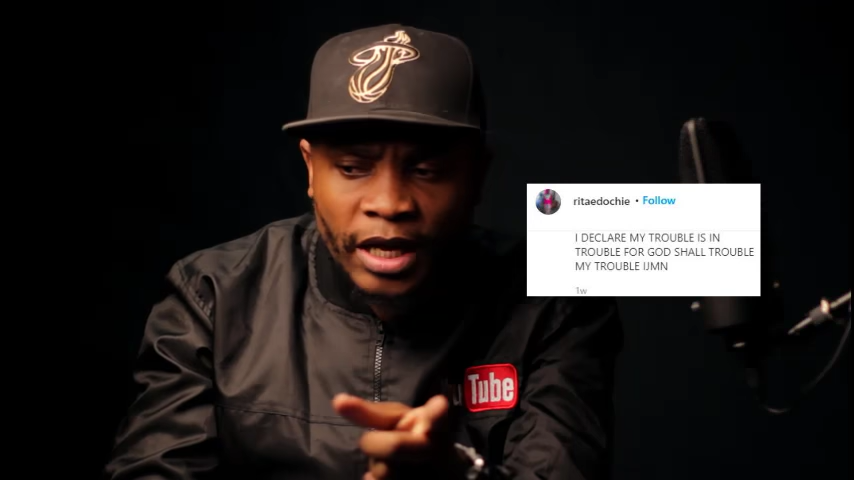 ritaedochie • Follow
I DECLARE MY TROUBLE IS IN
TROUBLE FOR GOD SHALL TROUBLE
MY TROUBLE IJMN
1w
Tube